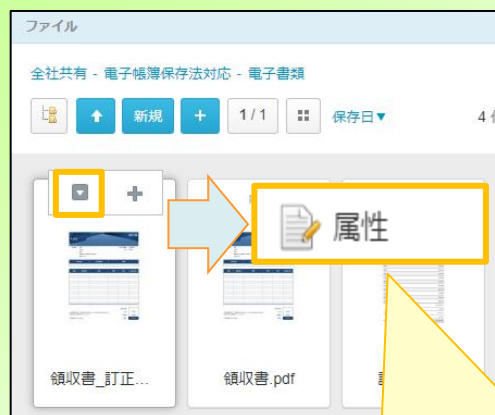 ファイル
全社共有 - 電子帳簿保存法対応 - 電子書類
新規 + 1 / 1 保存日▼ 4
属性
領収書_訂正... 領収書.pdf